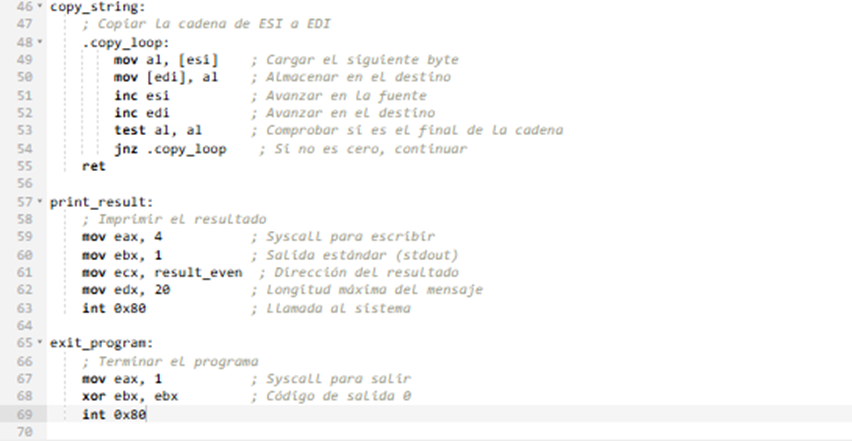 46 copy_string:
47 ; Copiar la cadena de ESI a EDI
48 .copy_loop:
49 mov al, [esi] ; Cargar el siguiente byte
50 mov [edi], al ; Almacenar en el destino
51 inc esi ; Avanzar en la fuente
52 inc edi ; Avanzar en el destino
53 test al, al ; Comprobar si es el final de la cadena
54 jnz .copy_loop ; Si no es cero, continuar
55 ret
56
57 print_result:
58 ; Imprimir el resultado
59 mov eax, 4 ; Syscall para escribir
60 mov ebx, 1 ; Salida estándar (stdout)
61 mov ecx, result_even ; Dirección del resultado
62 mov edx, 20 ; Longitud máxima del mensaje
63 int 0x80 ; Llamada al sistema
64
65 exit_program:
66 ; Terminar el programa
67 mov eax, 1 ; Syscall para salir
68 xor ebx, ebx ; Código de salida 0
69 int 0x80
70